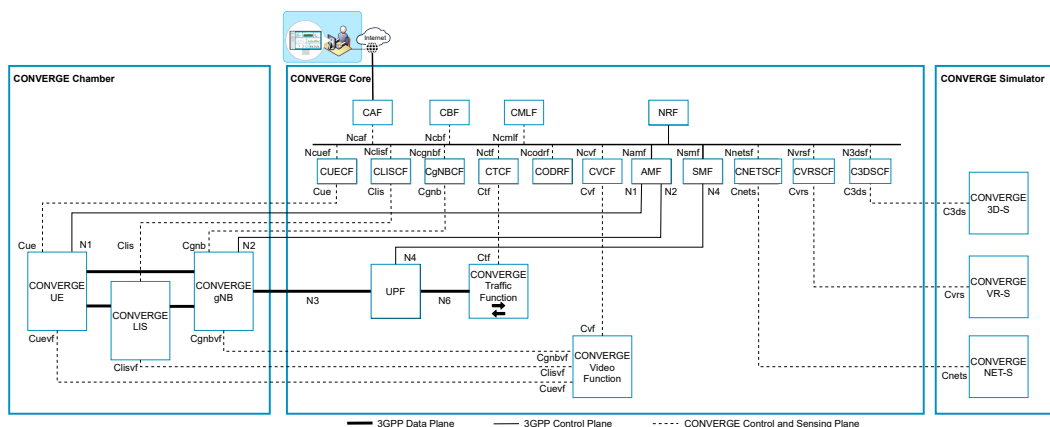 Internet
CONVERGE Chamber
CONVERGE Core
CONVERGE Simulator
CAF
CBF
CMLF
NRF
Ncaf
Ncbf
Ncmlf
Ncuef
Nclisf
Ncgnbf
Nctf
Ncodrf
Ncvf
Namf
Nsmf
Nnetsf
Nvrsf
N3dsf
CUECF
CLISCF
CgNBCF
CTCF
CODRF
CVCF
AMF
SMF
CNETSCF
CVRSCF
C3DSCF
Cue
Clis
Cgnb
Ctf
Cvf
N1
N2
N4
Cnets
Cvrs
C3ds
C3ds
CONVERGE
3D-S
Cue
N1
Clis
Cgnb
N2
N4
Ctf
CONVERGE
UE
CONVERGE
LIS
CONVERGE
gNB
N3
UPF
N6
CONVERGE
Traffic
Function
Cvrs
CONVERGE
VR-S
Cuevf
Clisvf
Cgnbvf
Cvf
Cgnbvf
Clisvf
Cuevf
CONVERGE
Video
Function
Cnets
CONVERGE
NET-S
3GPP Data Plane
3GPP Control Plane
CONVERGE Control and Sensing Plane